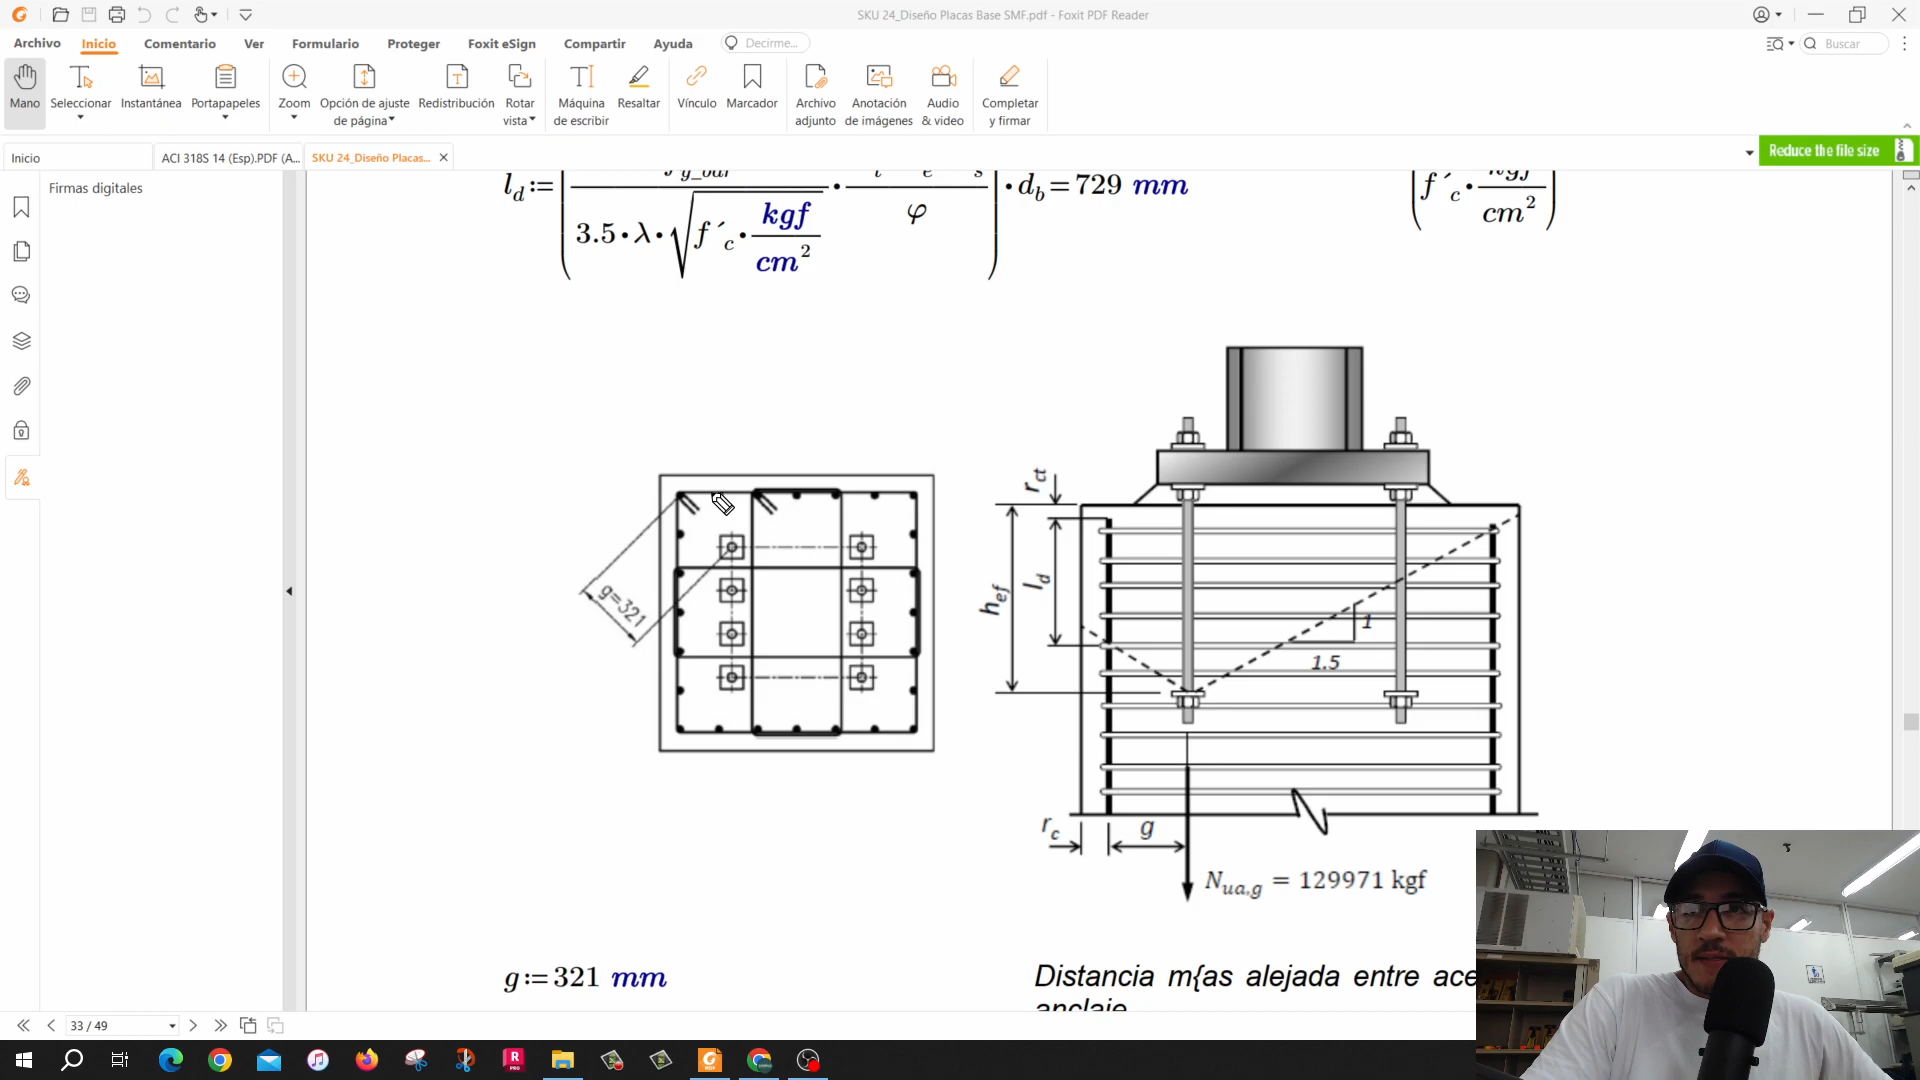 SKU 24_Diseño Placas Base SMF.pdf - Foxit PDF Reader
Archivo Inicio Comentario Ver Formulario Proteger Foxit eSign Compartir Ayuda Decirme... Buscar
Mano Seleccionar Instantánea Portapapeles Zoom Opción de ajuste de página Redistribución Rotar vista Máquina de escribir Resaltar Vínculo Marcador Archivo adjunto Anotación de imágenes Audio & video Completar y firmar
Inicio ACI 318S 14 (Esp).PDF (A... SKU 24_Diseño Placas... Reduce the file size
Firmas digitales
l_d := · d_b = 729 mm
3.5 · λ · √ f´_c · kgf / cm² φ
f´_c · kgf / cm²
r_ct
g=321
h_ef
l_d
1
1.5
r_c
g
N_ua,g = 129971 kgf
g := 321 mm
Distancia m{as alejada entre
anclaje
33 / 49